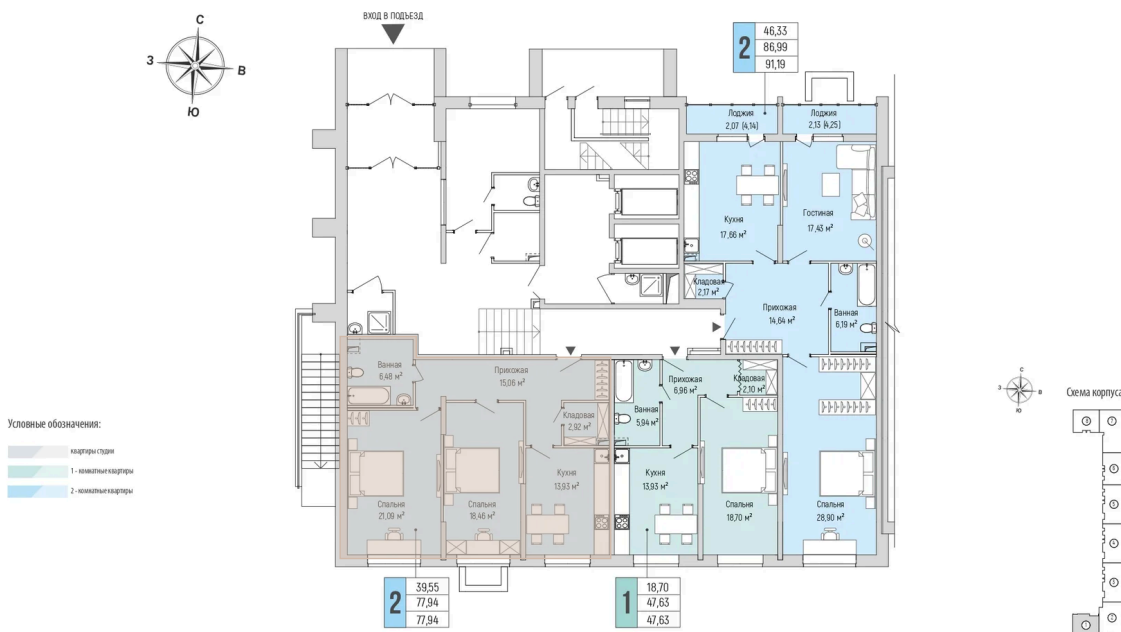 С
З
В
Ю
ВХОД В ПОДЪЕЗД
2
46,33
86,99
91,19
Лоджия
2,07 (4,14)
Лоджия
2,13 (4,25)
Кухня
17,66 м²
Гостиная
17,43 м²
Кладовая
2,17 м²
Прихожая
14,64 м²
Ванная
6,19 м²
Ванная
6,48 м²
Прихожая
15,06 м²
Кладовая
2,92 м²
Прихожая
6,96 м²
Кладовая
2,10 м²
Ванная
5,94 м²
Спальня
21,09 м²
Спальня
18,46 м²
Кухня
13,93 м²
Кухня
13,93 м²
Спальня
18,70 м²
Спальня
28,90 м²
2
39,55
77,94
77,94
1
18,70
47,63
47,63
Условные обозначения:
квартиры студии
1 - комнатные квартиры
2 - комнатные квартиры
С
З
В
Ю
Схема корпуса